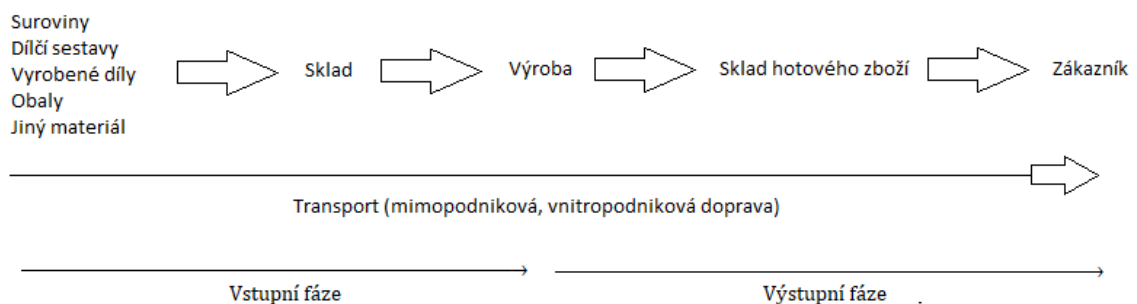 Suroviny
Dílčí sestavy
Vyrobené díly
Obaly
Jiný materiál
Sklad
Výroba
Sklad hotového zboží
Zákazník
Transport (mimopodniková, vnitropodniková doprava)
Vstupní fáze
Výstupní fáze .